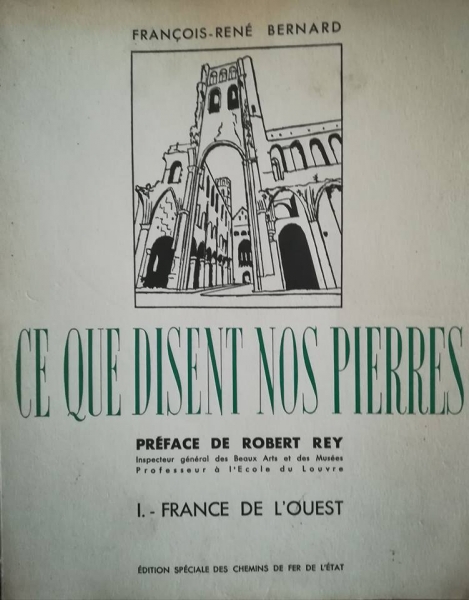 FRANÇOIS-RENÉ BERNARD
CE QUE DISENT NOS PIERRES
PRÉFACE DE ROBERT REY
Inspecteur général des Beaux Arts et des Musées
Professeur à l'Ecole du Louvre
I. - FRANCE DE L'OUEST
ÉDITION SPÉCIALE DES CHEMINS DE FER DE L'ÉTAT